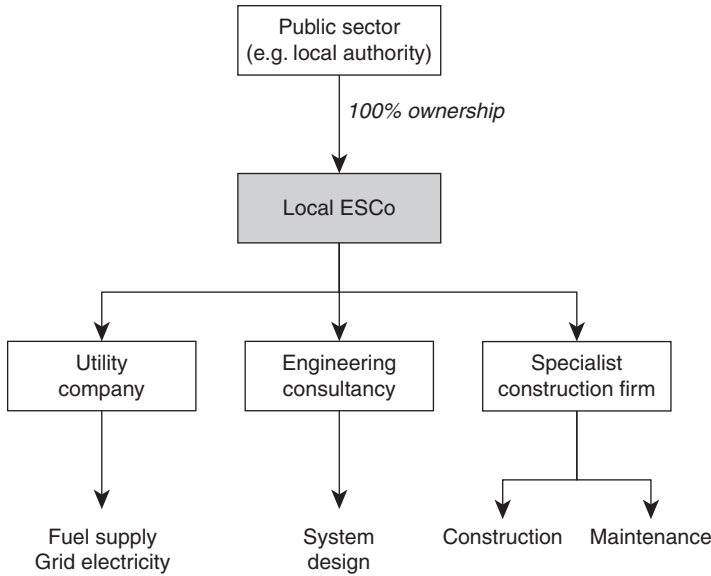 Public sector
(e.g. local authority)
100% ownership
Local ESCo
Utility
company
Engineering
consultancy
Specialist
construction firm
Fuel supply
Grid electricity
System
design
Construction
Maintenance